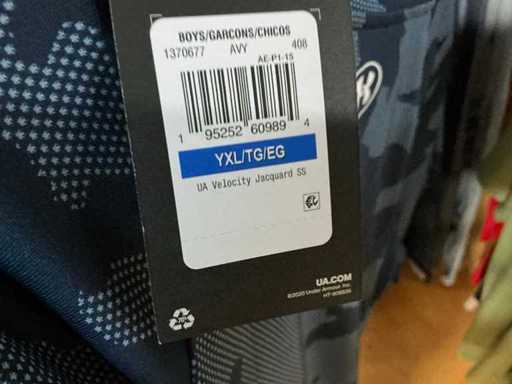 BOYS/GARCONS/CHICOS
1370677 AVY 408
AE-P1-15
1 95252 60989 4
YXL/TG/EG
UA Velocity Jacquard SS
UA.COM
©2020 Under Armour, Inc.